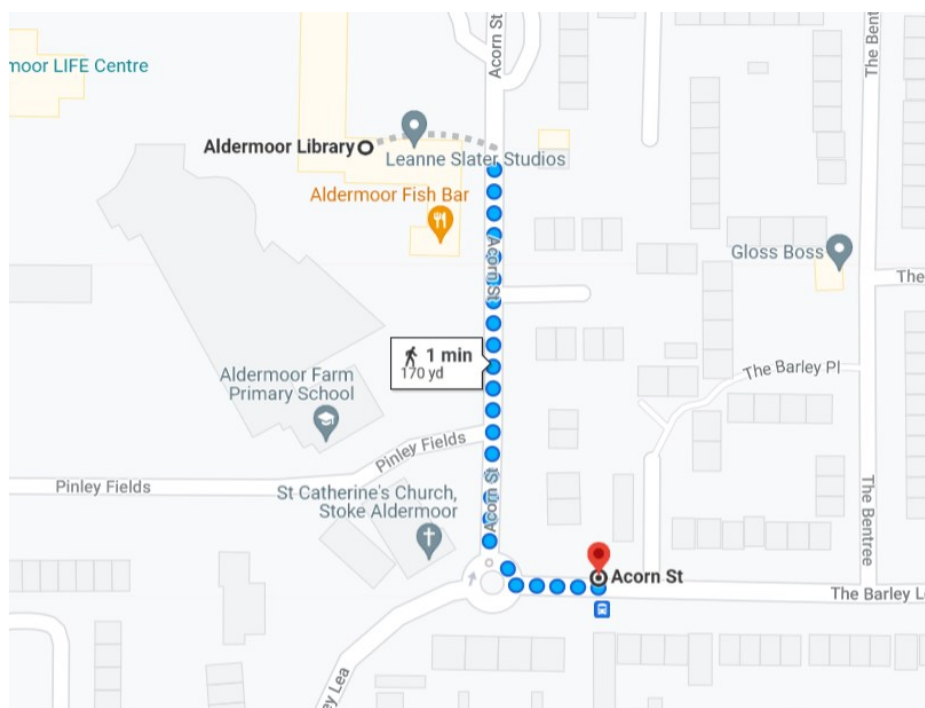 Acorn St
The Ben
moor LIFE Centre
Aldermoor Library
Leanne Slater Studios
Aldermoor Fish Bar
Acorn St
Gloss Boss
The
1 min
170 yd
Aldermoor Farm
Primary School
The Barley Pl
Pinley Fields
Pinley Fields
St Catherine's Church,
Stoke Aldermoor
Acorn St
The Bentree
Acorn St
The Barley Le
ey Lea